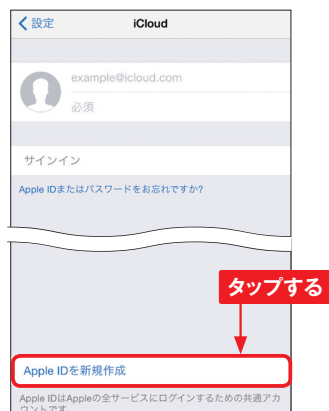 設定 iCloud
example@icloud.com
必須
サインイン
Apple IDまたはパスワードをお忘れですか?
タップする
Apple IDを新規作成
Apple IDはAppleの全サービスにログインするための共通アカ
ウントです。